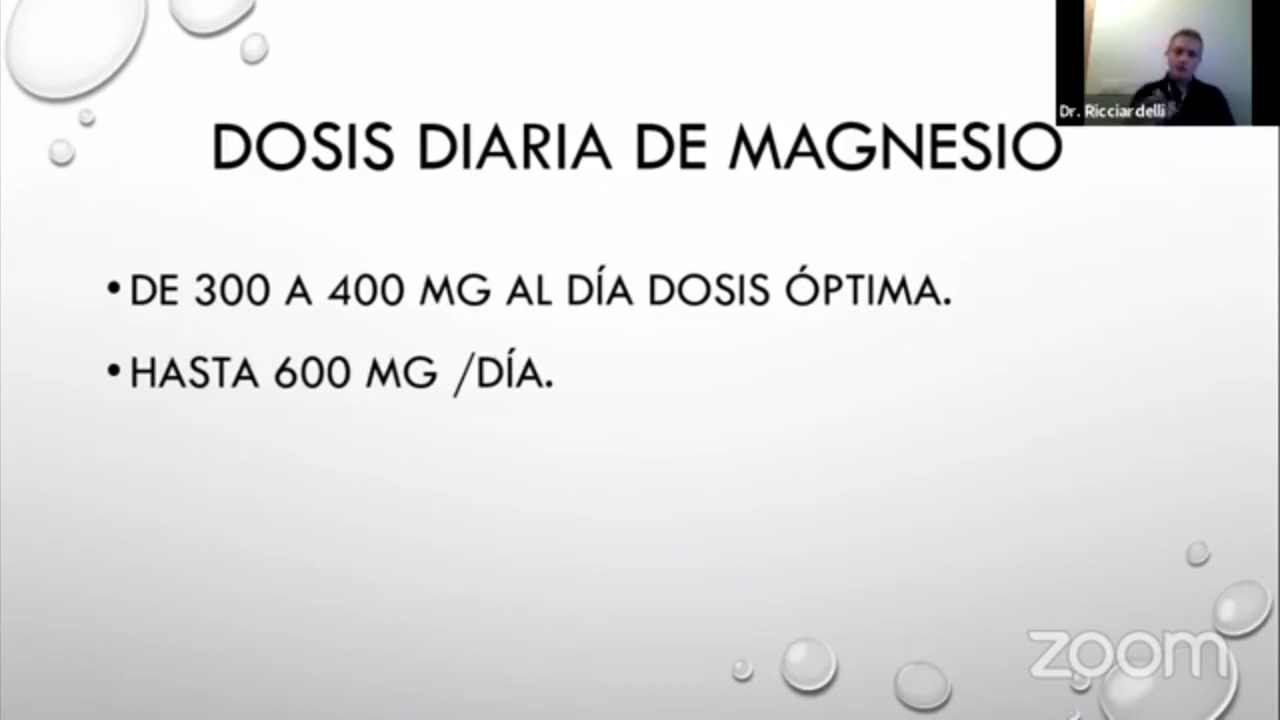 Dr. Ricciardelli
DOSIS DIARIA DE MAGNESIO
•DE 300 A 400 MG AL DÍA DOSIS ÓPTIMA.
•HASTA 600 MG /DÍA.
zoom